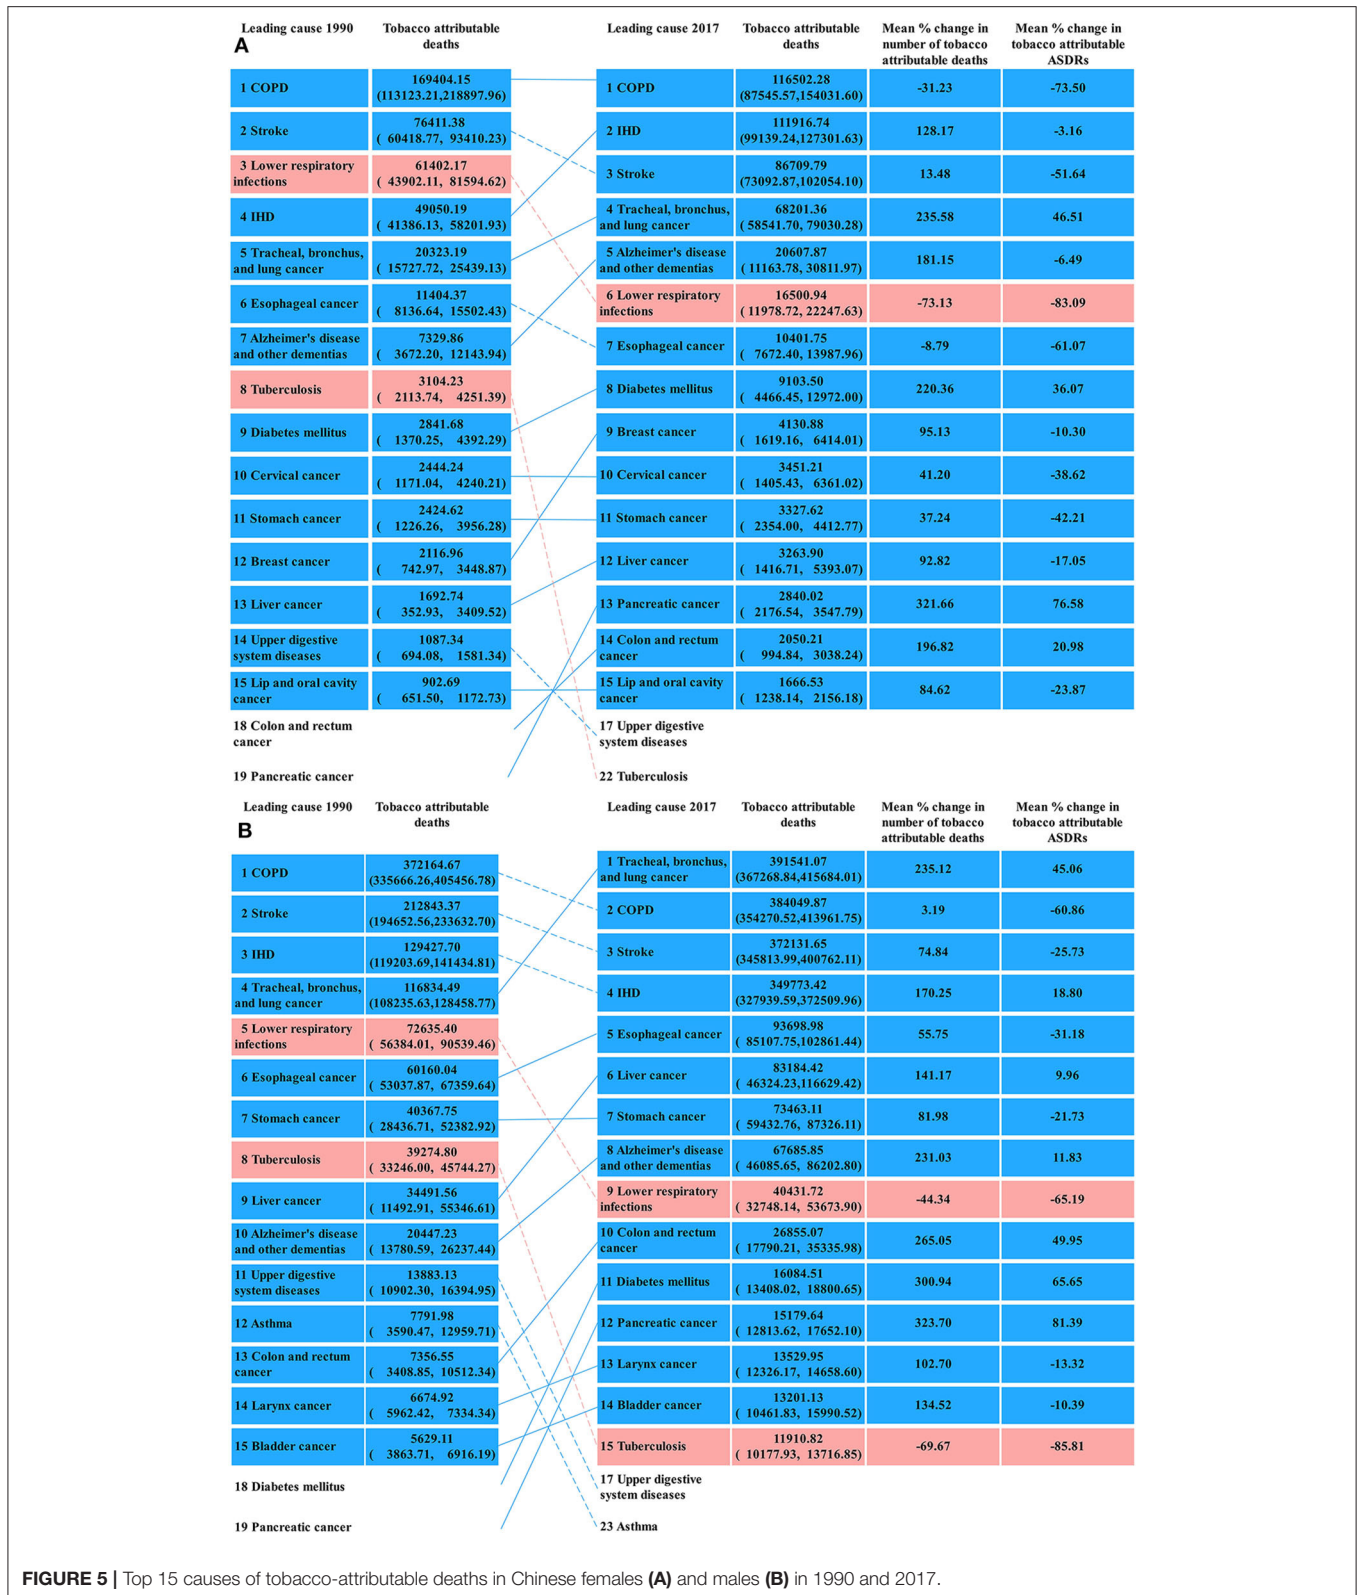 Leading cause 1990 Tobacco attributable deaths Leading cause 2017 Tobacco attributable deaths Mean % change in number of tobacco attributable deaths Mean % change in tobacco attributable ASDRs
A
1 COPD 169404.15 (113123.21,218897.96) 1 COPD 116502.28 (87545.57,154031.60) -31.23 -73.50
2 Stroke 76411.38 ( 60418.77, 93410.23) 2 IHD 111916.74 (99139.24,127301.63) 128.17 -3.16
3 Lower respiratory infections 61402.17 ( 43902.11, 81594.62) 3 Stroke 86709.79 (73092.87,102054.10) 13.48 -51.64
4 IHD 49050.19 ( 41386.13, 58201.93) 4 Tracheal, bronchus, and lung cancer 68201.36 (58541.70, 79030.28) 235.58 46.51
5 Tracheal, bronchus, and lung cancer 20323.19 ( 15727.72, 25439.13) 5 Alzheimer's disease and other dementias 20607.87 (11163.78, 30811.97) 181.15 -6.49
6 Esophageal cancer 11404.37 ( 8136.64, 15502.43) 6 Lower respiratory infections 16500.94 (11978.72, 22247.63) -73.13 -83.09
7 Alzheimer's disease and other dementias 7329.86 ( 3672.20, 12143.94) 7 Esophageal cancer 10401.75 ( 7672.40, 13987.96) -8.79 -61.07
8 Tuberculosis 3104.23 ( 2113.74, 4251.39) 8 Diabetes mellitus 9103.50 ( 4466.45, 12972.00) 220.36 36.07
9 Diabetes mellitus 2841.68 ( 1370.25, 4392.29) 9 Breast cancer 4130.88 ( 1619.16, 6414.01) 95.13 -10.30
10 Cervical cancer 2444.24 ( 1171.04, 4240.21) 10 Cervical cancer 3451.21 ( 1405.43, 6361.02) 41.20 -38.62
11 Stomach cancer 2424.62 ( 1226.26, 3956.28) 11 Stomach cancer 3327.62 ( 2354.00, 4412.77) 37.24 -42.21
12 Breast cancer 2116.96 ( 742.97, 3448.87) 12 Liver cancer 3263.90 ( 1416.71, 5393.07) 92.82 -17.05
13 Liver cancer 1692.74 ( 352.93, 3409.52) 13 Pancreatic cancer 2840.02 ( 2176.54, 3547.79) 321.66 76.58
14 Upper digestive system diseases 1087.34 ( 694.08, 1581.34) 14 Colon and rectum cancer 2050.21 ( 994.84, 3038.24) 196.82 20.98
15 Lip and oral cavity cancer 902.69 ( 651.50, 1172.73) 15 Lip and oral cavity cancer 1666.53 ( 1238.14, 2156.18) 84.62 -23.87
18 Colon and rectum cancer 17 Upper digestive system diseases
19 Pancreatic cancer 22 Tuberculosis
Leading cause 1990 Tobacco attributable deaths Leading cause 2017 Tobacco attributable deaths Mean % change in number of tobacco attributable deaths Mean % change in tobacco attributable ASDRs
B
1 COPD 372164.67 (335666.26,405456.78) 1 Tracheal, bronchus, and lung cancer 391541.07 (367268.84,415684.01) 235.12 45.06
2 Stroke 212843.37 (194652.56,233632.70) 2 COPD 384049.87 (354270.52,413961.75) 3.19 -60.86
3 IHD 129427.70 (119203.69,141434.81) 3 Stroke 372131.65 (345813.99,400762.11) 74.84 -25.73
4 Tracheal, bronchus, and lung cancer 116834.49 (108235.63,128458.77) 4 IHD 349773.42 (327939.59,372509.96) 170.25 18.80
5 Lower respiratory infections 72635.40 ( 56384.01, 90539.46) 5 Esophageal cancer 93698.98 ( 85107.75,102861.44) 55.75 -31.18
6 Esophageal cancer 60160.04 ( 53037.87, 67359.64) 6 Liver cancer 83184.42 ( 46324.23,116629.42) 141.17 9.96
7 Stomach cancer 40367.75 ( 28436.71, 52382.92) 7 Stomach cancer 73463.11 ( 59432.76, 87326.11) 81.98 -21.73
8 Tuberculosis 39274.80 ( 33246.00, 45744.27) 8 Alzheimer's disease and other dementias 67685.85 ( 46085.65, 86202.80) 231.03 11.83
9 Liver cancer 34491.56 ( 11492.91, 55346.61) 9 Lower respiratory infections 40431.72 ( 32748.14, 53673.90) -44.34 -65.19
10 Alzheimer's disease and other dementias 20447.23 ( 13780.59, 26237.44) 10 Colon and rectum cancer 26855.07 ( 17790.21, 35335.98) 265.05 49.95
11 Upper digestive system diseases 13883.13 ( 10902.30, 16394.95) 11 Diabetes mellitus 16084.51 ( 13408.02, 18800.65) 300.94 65.65
12 Asthma 7791.98 ( 3590.47, 12959.71) 12 Pancreatic cancer 15179.64 ( 12813.62, 17652.10) 323.70 81.39
13 Colon and rectum cancer 7356.55 ( 3408.85, 10512.34) 13 Larynx cancer 13529.95 ( 12326.17, 14658.60) 102.70 -13.32
14 Larynx cancer 6674.92 ( 5962.42, 7334.34) 14 Bladder cancer 13201.13 ( 10461.83, 15990.52) 134.52 -10.39
15 Bladder cancer 5629.11 ( 3863.71, 6916.19) 15 Tuberculosis 11910.82 ( 10177.93, 13716.85) -69.67 -85.81
18 Diabetes mellitus 17 Upper digestive system diseases
19 Pancreatic cancer 23 Asthma
FIGURE 5 | Top 15 causes of tobacco-attributable deaths in Chinese females (A) and males (B) in 1990 and 2017.